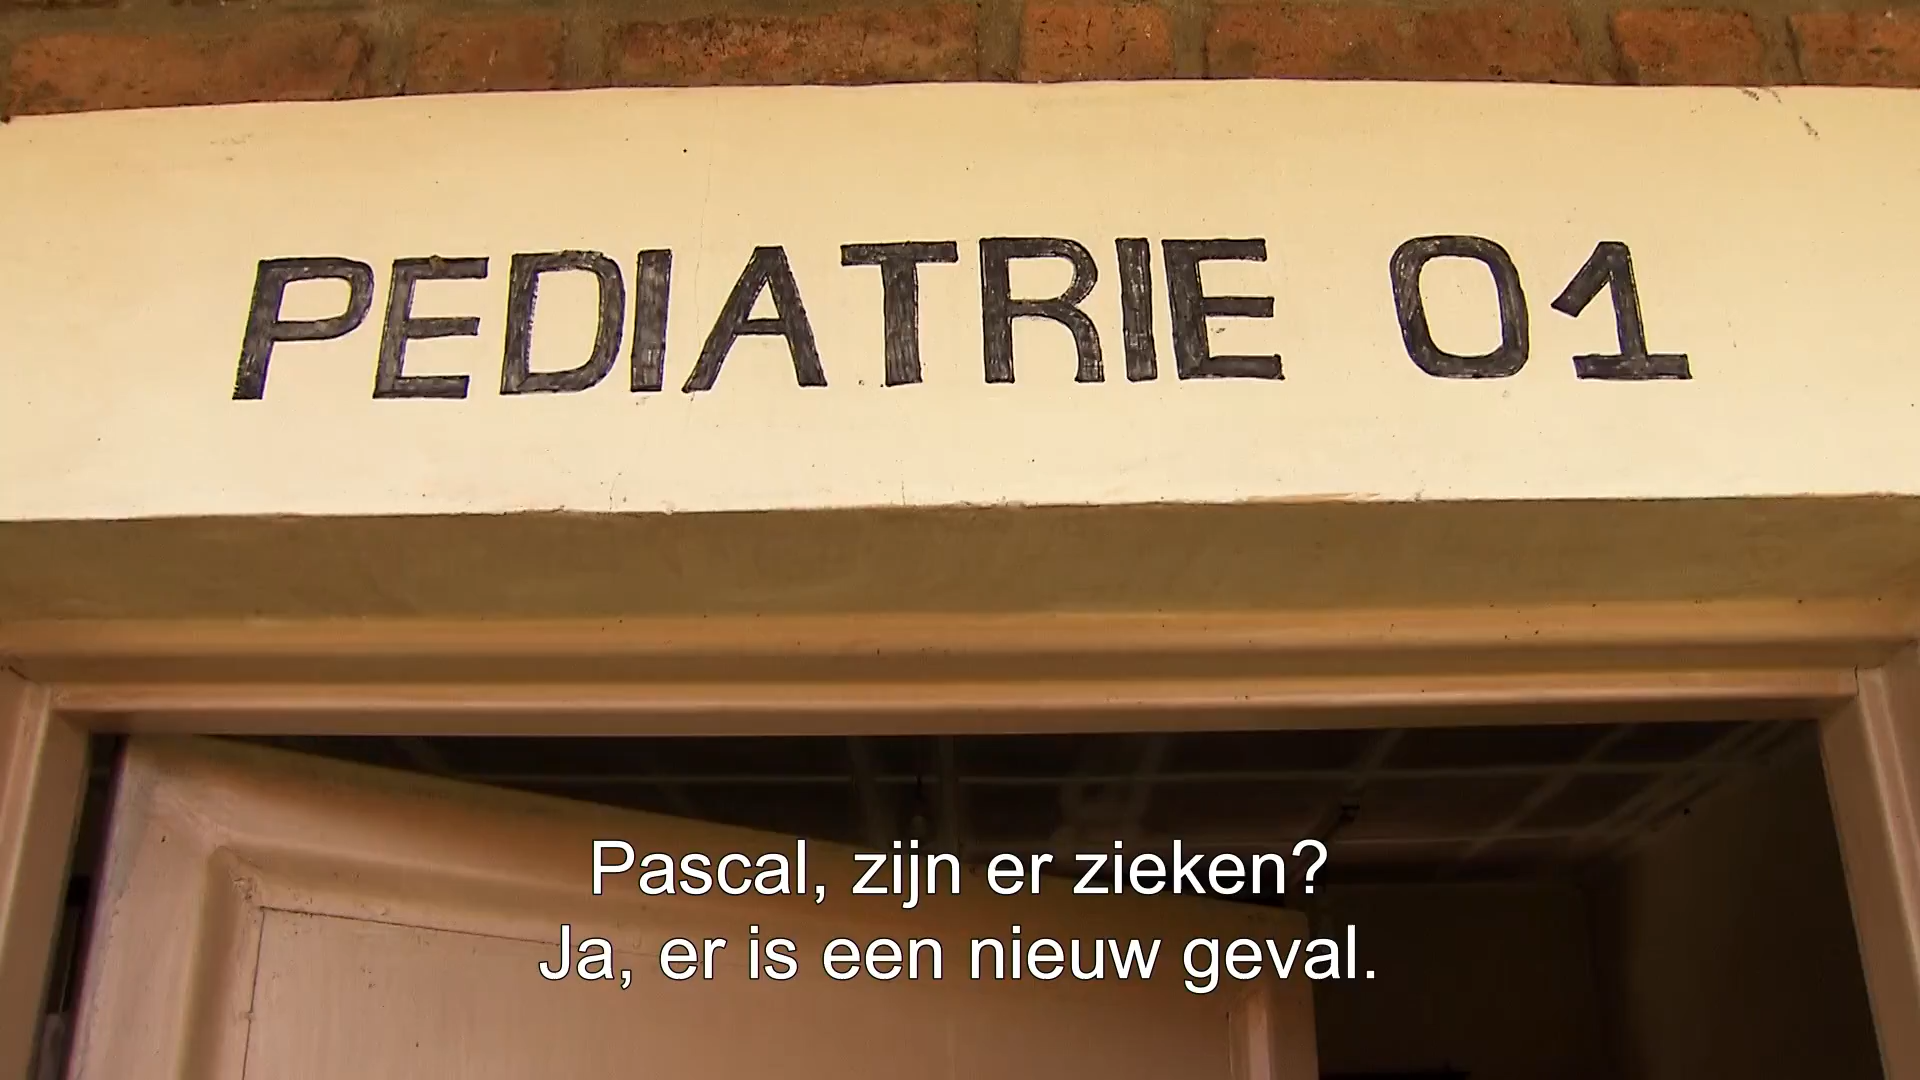 PEDIATRIE 01
Pascal, zijn er zieken?
Ja, er is een nieuw geval.